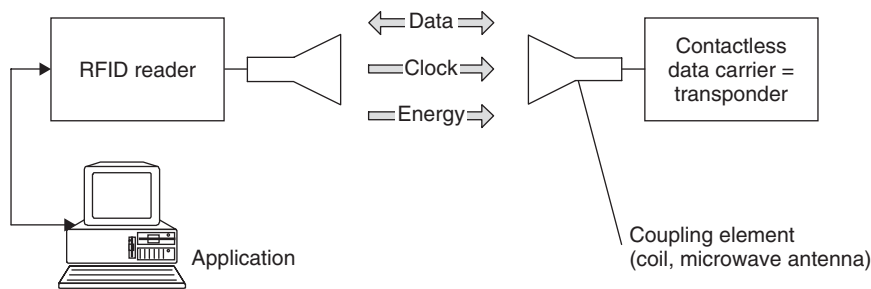 RFID reader
Data
Clock
Energy
Contactless
data carrier =
transponder
Application
Coupling element
(coil, microwave antenna)